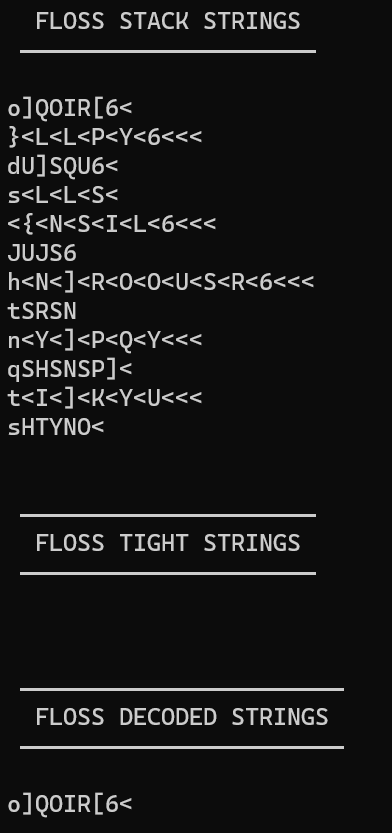 FLOSS STACK STRINGS
o]QOIR[6<
}<L<L<P<Y<6<<<
dU]SQU6<
s<L<L<S<
<{<N<S<I<L<6<<<
JUJS6
h<N<]<R<O<O<U<S<R<6<<<
tSRSN
n<Y<]<P<Q<Y<<<
qSHSNSP]<
t<I<]<K<Y<U<<<
sHTYNO<
FLOSS TIGHT STRINGS
FLOSS DECODED STRINGS
o]QOIR[6<